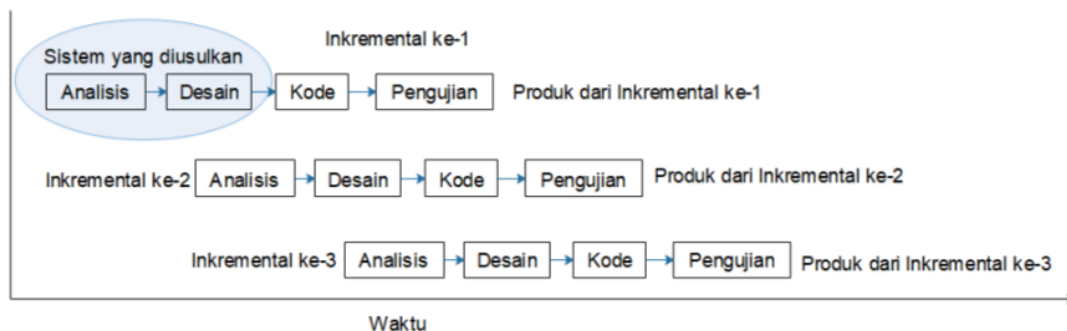 Inkremental ke-1
Sistem yang diusulkan
Analisis Desain Kode Pengujian Produk dari Inkremental ke-1
Inkremental ke-2 Analisis Desain Kode Pengujian Produk dari Inkremental ke-2
Inkremental ke-3 Analisis Desain Kode Pengujian Produk dari Inkremental ke-3
Waktu